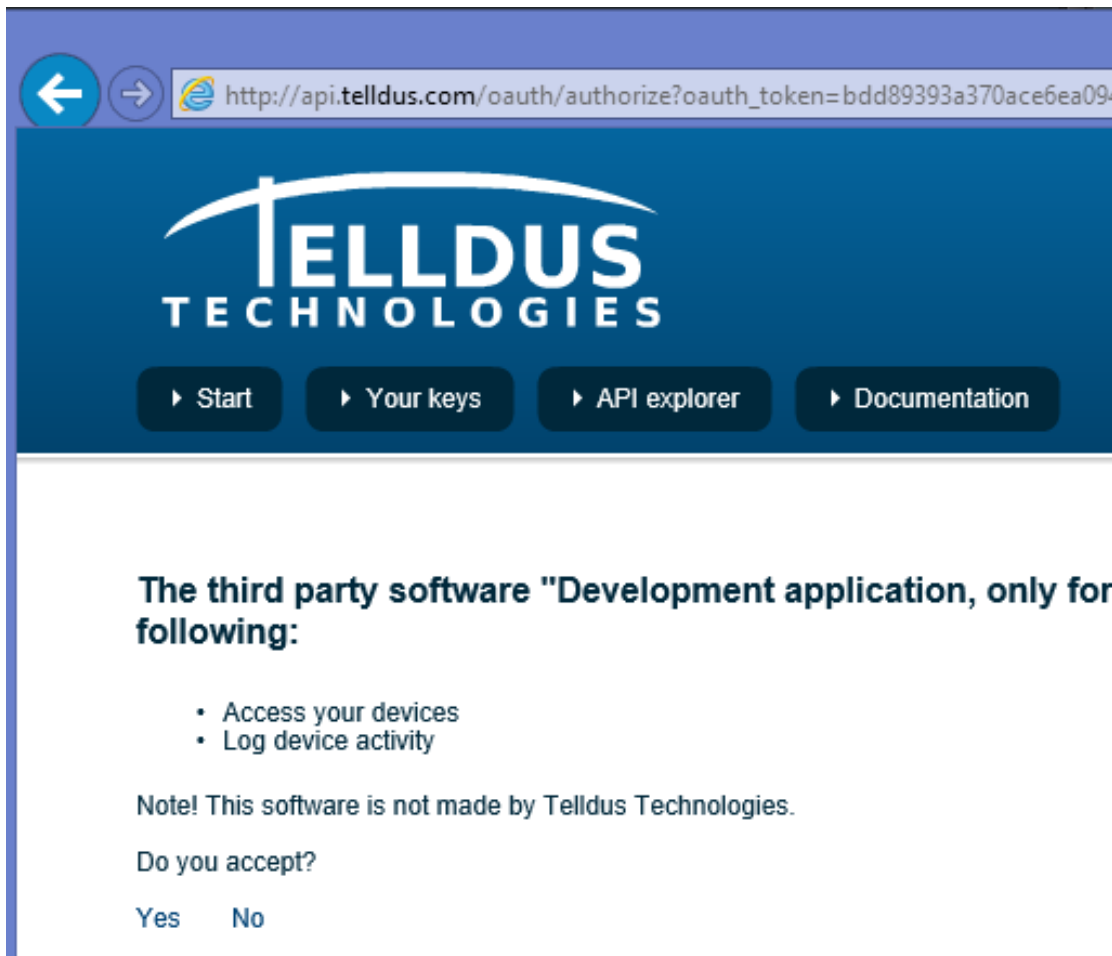 http://api.telldus.com/oauth/authorize?oauth_token=bdd89393a370ace6ea094
TELLDUS
TECHNOLOGIES
Start Your keys API explorer Documentation
The third party software "Development application, only for
following:
• Access your devices
• Log device activity
Note! This software is not made by Telldus Technologies.
Do you accept?
Yes No